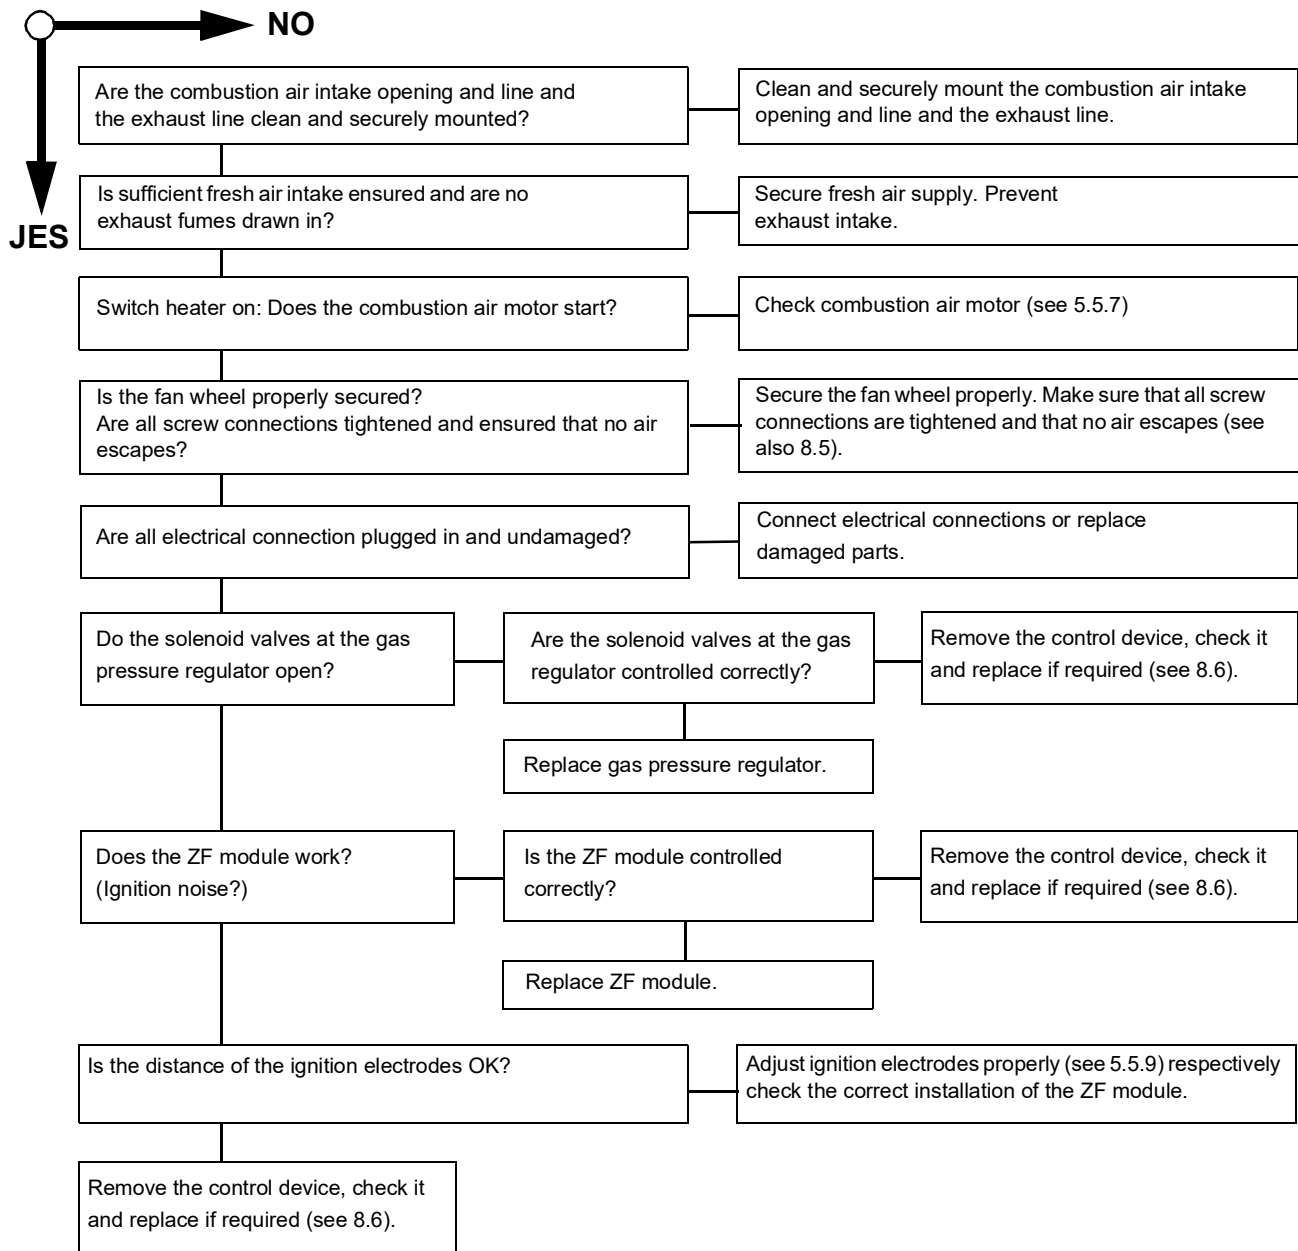 NO
JES
Are the combustion air intake opening and line and
the exhaust line clean and securely mounted?
Clean and securely mount the combustion air intake
opening and line and the exhaust line.
Is sufficient fresh air intake ensured and are no
exhaust fumes drawn in?
Secure fresh air supply. Prevent
exhaust intake.
Switch heater on: Does the combustion air motor start?
Check combustion air motor (see 5.5.7)
Is the fan wheel properly secured?
Are all screw connections tightened and ensured that no air
escapes?
Secure the fan wheel properly. Make sure that all screw
connections are tightened and that no air escapes (see
also 8.5).
Are all electrical connection plugged in and undamaged?
Connect electrical connections or replace
damaged parts.
Do the solenoid valves at the gas
pressure regulator open?
Are the solenoid valves at the gas
regulator controlled correctly?
Remove the control device, check it
and replace if required (see 8.6).
Replace gas pressure regulator.
Does the ZF module work?
(Ignition noise?)
Is the ZF module controlled
correctly?
Remove the control device, check it
and replace if required (see 8.6).
Replace ZF module.
Is the distance of the ignition electrodes OK?
Adjust ignition electrodes properly (see 5.5.9) respectively
check the correct installation of the ZF module.
Remove the control device, check it
and replace if required (see 8.6).